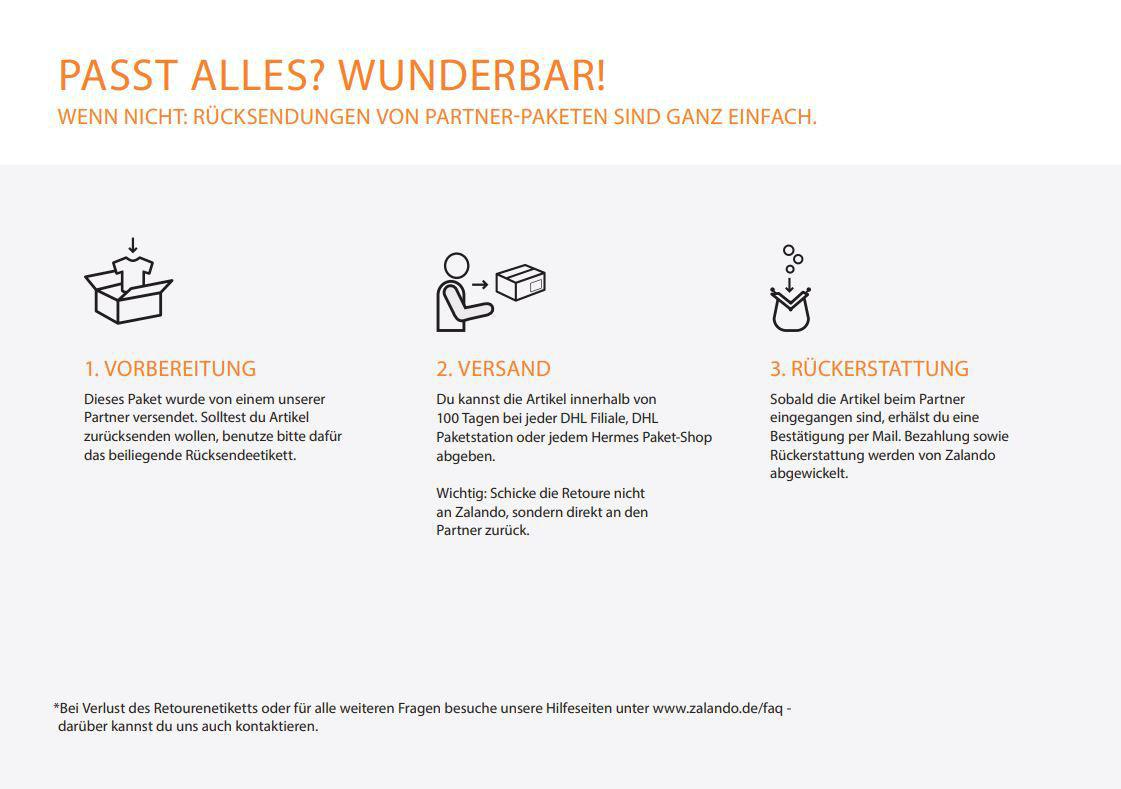 PASST ALLES? WUNDERBAR!
WENN NICHT: RÜCKSENDUNGEN VON PARTNER-PAKETEN SIND GANZ EINFACH.
1. VORBEREITUNG
Dieses Paket wurde von einem unserer
Partner versendet. Solltest du Artikel
zurücksenden wollen, benutze bitte dafür
das beiliegende Rücksendeetikett.
2. VERSAND
Du kannst die Artikel innerhalb von
100 Tagen bei jeder DHL Filiale, DHL
Paketstation oder jedem Hermes Paket-Shop
abgeben.
Wichtig: Schicke die Retoure nicht
an Zalando, sondern direkt an den
Partner zurück.
3. RÜCKERSTATTUNG
Sobald die Artikel beim Partner
eingegangen sind, erhälst du eine
Bestätigung per Mail. Bezahlung sowie
Rückerstattung werden von Zalando
abgewickelt.
*Bei Verlust des Retourenetiketts oder für alle weiteren Fragen besuche unsere Hilfeseiten unter www.zalando.de/faq -
darüber kannst du uns auch kontaktieren.